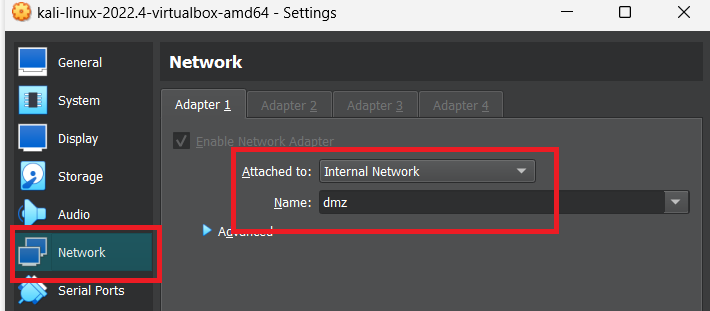 kali-linux-2022.4-virtualbox-amd64 - Settings
General
System
Display
Storage
Audio
Network
Serial Ports
Network
Adapter 1 Adapter 2 Adapter 3 Adapter 4
Enable Network Adapter
Attached to: Internal Network
Name: dmz
Advanced